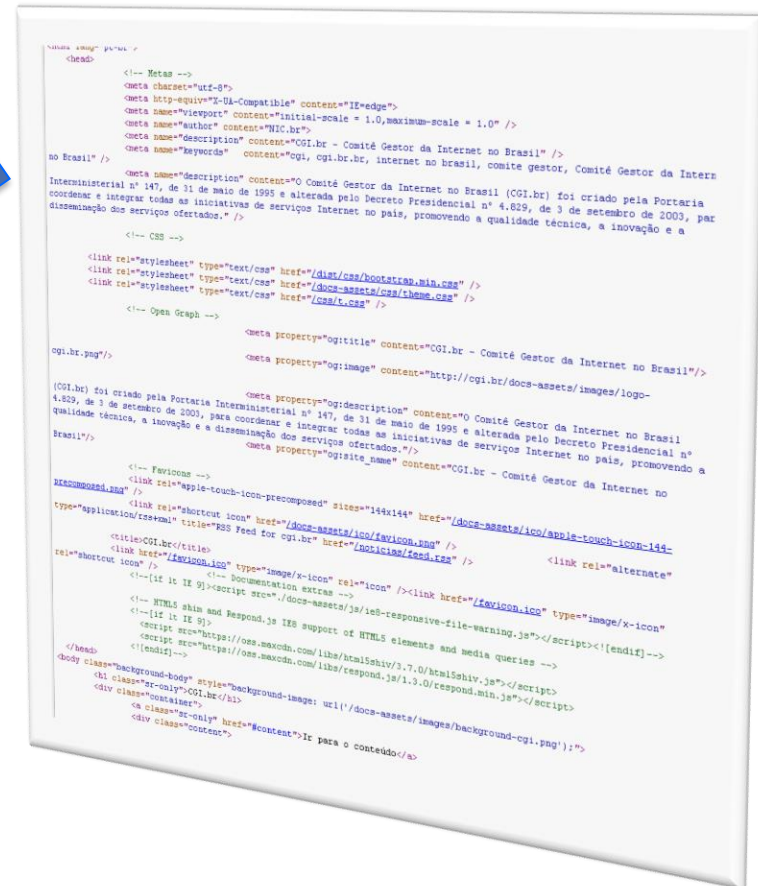 <html lang="pt-br">
<head>
<!-- Metas -->
<meta charset="utf-8">
<meta http-equiv="X-UA-Compatible" content="IE=edge">
<meta name="viewport" content="initial-scale = 1.0,maximum-scale = 1.0" />
<meta name="author" content="NIC.br">
<meta name="description" content="CGI.br - Comitê Gestor da Internet no Brasil" />
<meta name="keywords" content="cgi, cgi.br.br, internet no brasil, comite gestor, Comitê Gestor da Intern
no Brasil" />
<meta name="description" content="O Comitê Gestor da Internet no Brasil (CGI.br) foi criado pela Portaria
Interministerial nº 147, de 31 de maio de 1995 e alterada pelo Decreto Presidencial nº 4.829, de 3 de setembro de 2003, par
coordenar e integrar todas as iniciativas de serviços Internet no país, promovendo a qualidade técnica, a inovação e a
disseminação dos serviços ofertados." />
<!-- CSS -->
<link rel="stylesheet" type="text/css" href="/dist/css/bootstrap.min.css" />
<link rel="stylesheet" type="text/css" href="/docs-assets/css/theme.css" />
<link rel="stylesheet" type="text/css" href="/css/t.css" />
<!-- Open Graph -->
<meta property="og:title" content="CGI.br - Comitê Gestor da Internet no Brasil"/>
<meta property="og:image" content="http://cgi.br/docs-assets/images/logo-
cgi.br.png"/>
<meta property="og:description" content="O Comitê Gestor da Internet no Brasil
(CGI.br) foi criado pela Portaria Interministerial nº 147, de 31 de maio de 1995 e alterada pelo Decreto Presidencial nº
4.829, de 3 de setembro de 2003, para coordenar e integrar todas as iniciativas de serviços Internet no país, promovendo a
qualidade técnica, a inovação e a disseminação dos serviços ofertados."/>
<meta property="og:site_name" content="CGI.br - Comitê Gestor da Internet no
Brasil"/>
<!-- Favicons -->
<link rel="apple-touch-icon-precomposed" sizes="144x144" href="/docs-assets/ico/apple-touch-icon-144-
precomposed.png" />
<link rel="shortcut icon" href="/docs-assets/ico/favicon.png" /> <link rel="alternate"
type="application/rss+xml" title="RSS Feed for cgi.br" href="/noticias/feed.rss" />
<title>CGI.br</title>
<link href="/favicon.ico" type="image/x-icon" rel="icon" /><link href="/favicon.ico" type="image/x-icon"
rel="shortcut icon" /> <!-- Documentation extras -->
<!--[if lt IE 9]><script src="./docs-assets/js/ie8-responsive-file-warning.js"></script><![endif]-->
<!-- HTML5 shim and Respond.js IE8 support of HTML5 elements and media queries -->
<!--[if lt IE 9]>
<script src="https://oss.maxcdn.com/libs/html5shiv/3.7.0/html5shiv.js"></script>
<script src="https://oss.maxcdn.com/libs/respond.js/1.3.0/respond.min.js"></script>
<![endif]-->
</head>
<body class="background-body" style="background-image: url('/docs-assets/images/background-cgi.png');">
<h1 class="sr-only">CGI.br</h1>
<div class="container">
<a class="sr-only" href="#content">Ir para o conteúdo</a>
<div class="content">